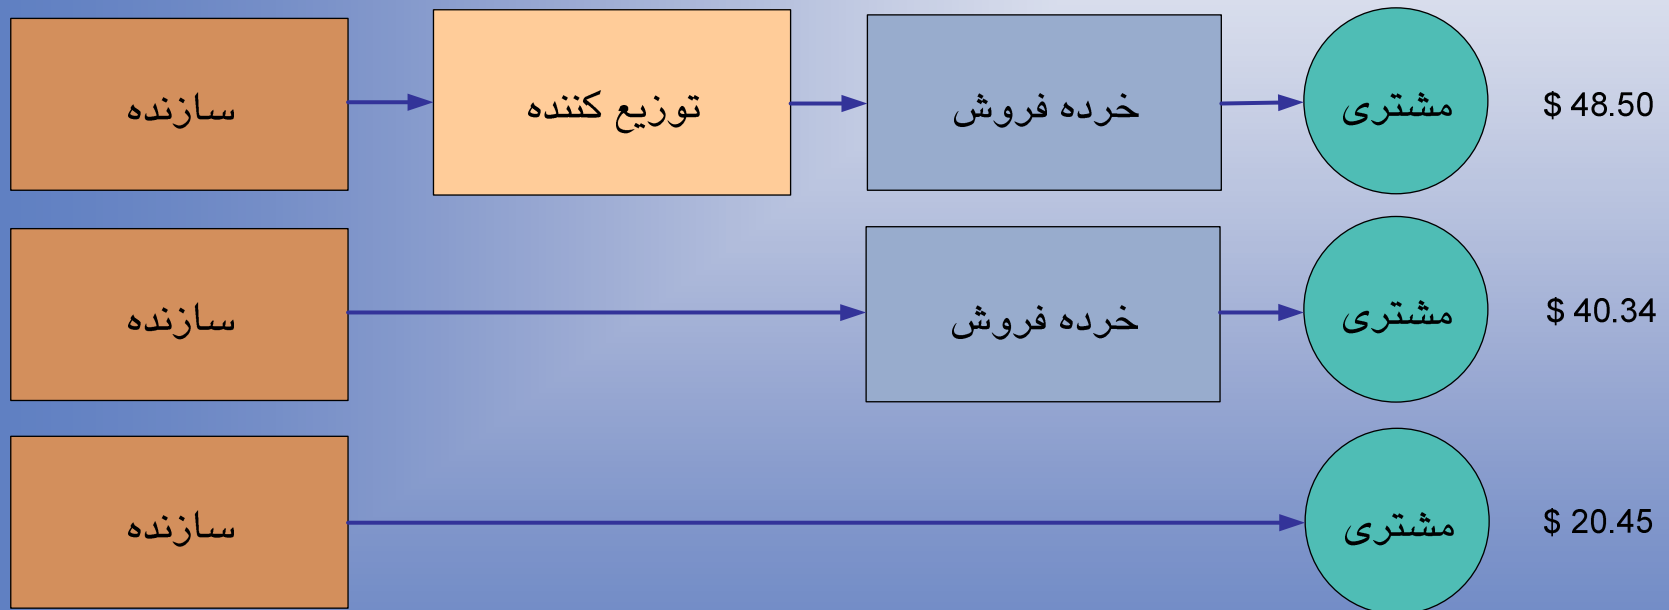 سازنده
توزیع کننده
خرده فروش
مشتری
$ 48.50
سازنده
خرده فروش
مشتری
$ 40.34
سازنده
مشتری
$ 20.45